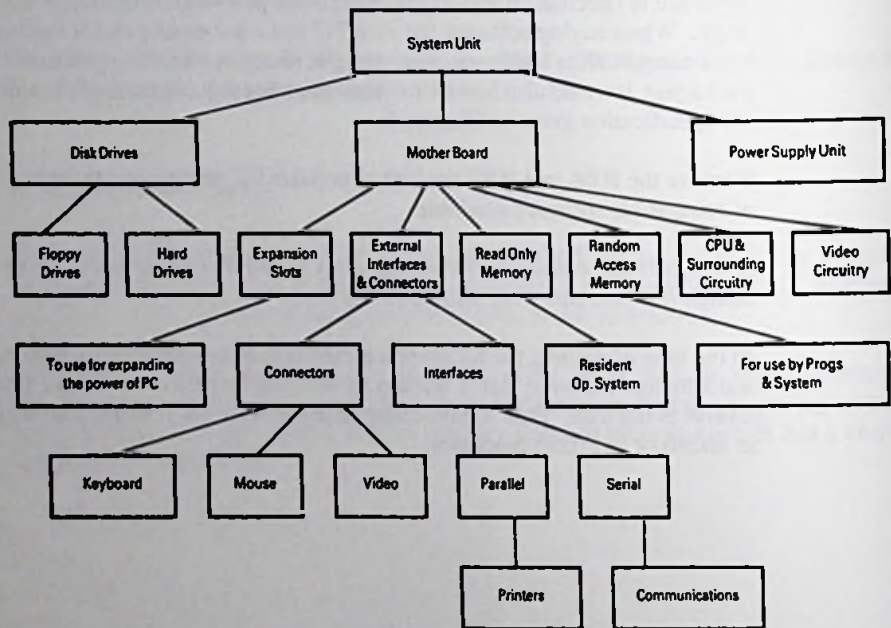 System Unit
Disk Drives
Mother Board
Power Supply Unit
Floppy
Drives
Hard
Drives
Expansion
Slots
External
Interfaces
& Connectors
Read Only
Memory
Random
Access
Memory
CPU &
Surrounding
Circuitry
Video
Circuitry
To use for expanding
the power of PC
Connectors
Interfaces
Resident
Op. System
For use by Progs
& System
Keyboard
Mouse
Video
Parallel
Serial
Printers
Communications